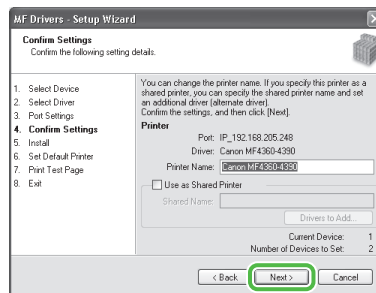 MF Drivers - Setup Wizard
Confirm Settings
Confirm the following setting details.
1. Select Device
2. Select Driver
3. Port Settings
4. Confirm Settings
5. Install
6. Set Default Printer
7. Print Test Page
8. Exit
You can change the printer name. If you specify this printer as a
shared printer, you can specify the shared printer name and set
an additional driver (alternate driver).
Confirm the settings, and then click [Next].
Printer
Port: IP_192.168.205.248
Driver: Canon MF4360-4390
Printer Name: Canon MF4360-4390
Use as Shared Printer
Shared Name:
Drivers to Add...
Current Device: 1
Number of Devices to Set: 2
< Back Next > Cancel